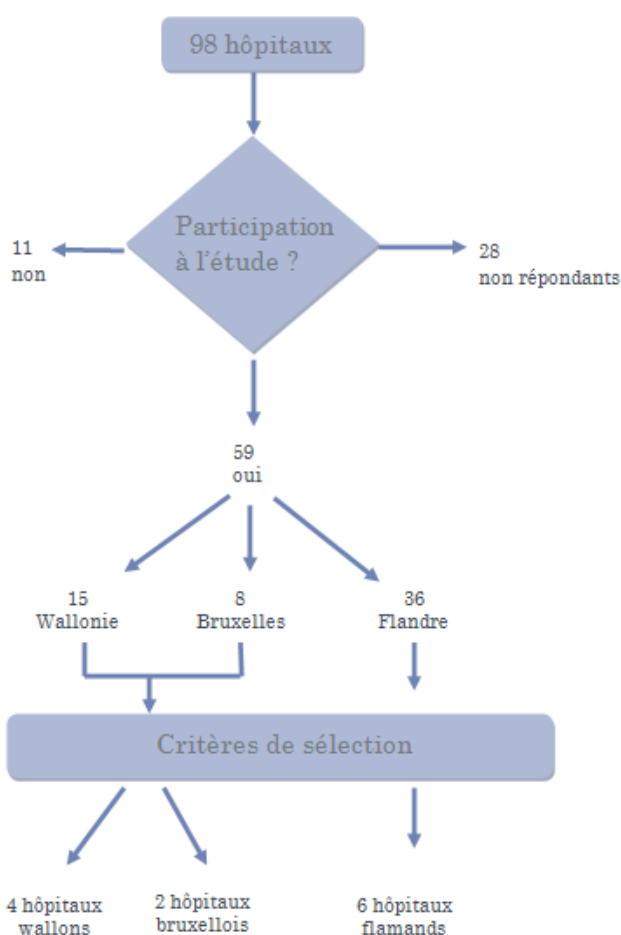 98 hôpitaux
Participation
à l'étude ?
11
non
28
non répondants
59
oui
15
Wallonie
8
Bruxelles
36
Flandre
Critères de sélection
4 hôpitaux
wallons
2 hôpitaux
bruxellois
6 hôpitaux
flamands